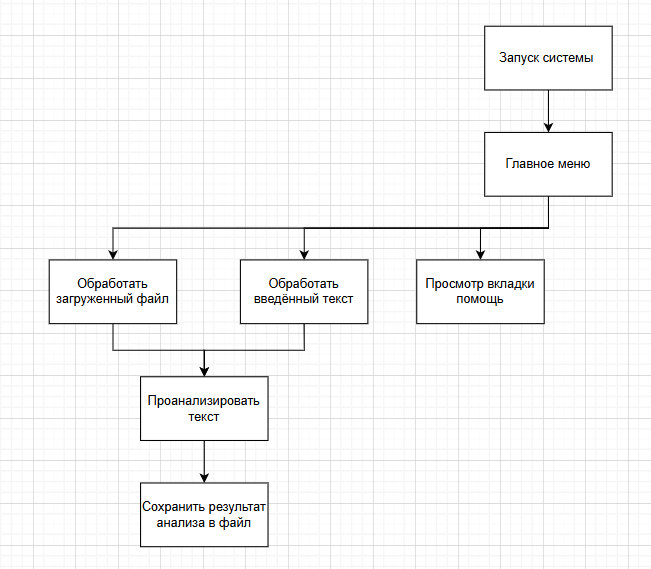 Запуск системы
Главное меню
Обработать
загруженный файл
Обработать
введённый текст
Просмотр вкладки
помощь
Проанализировать
текст
Сохранить результат
анализа в файл